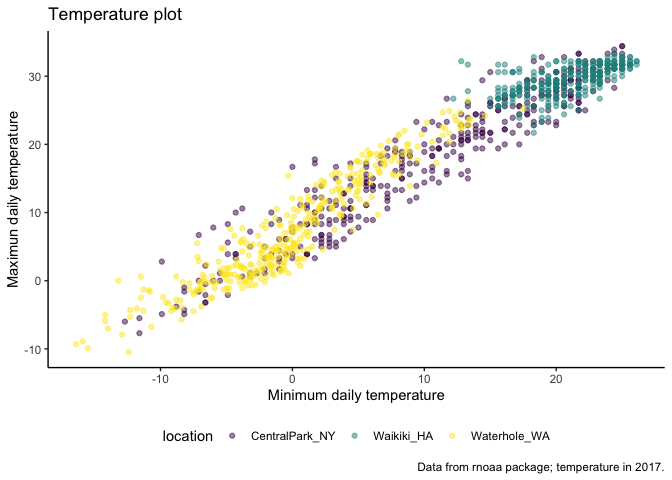 Temperature plot
Maximun daily temperature
30
20
10
0
-10
-10 0 10 20
Minimum daily temperature
location CentralPark_NY Waikiki_HA Waterhole_WA
Data from rnoaa package; temperature in 2017.